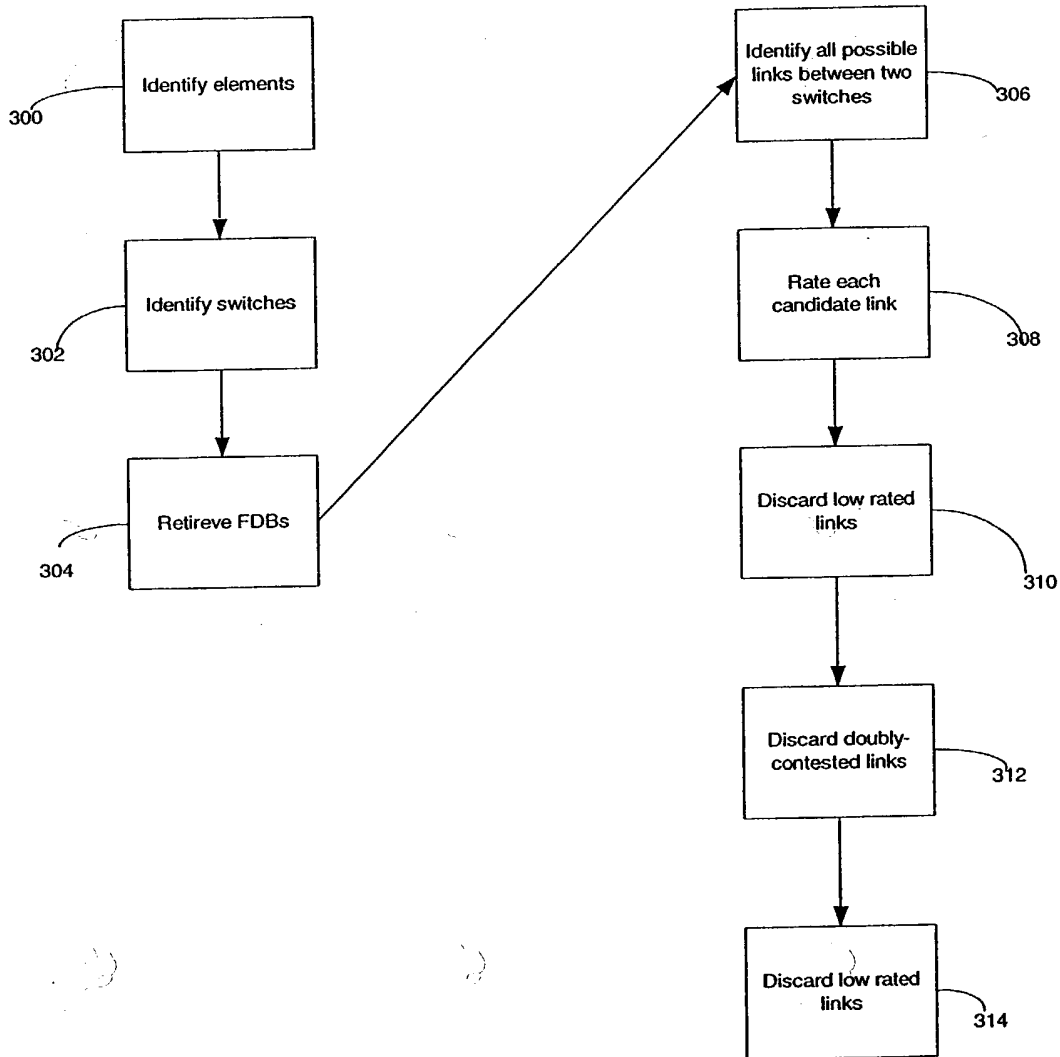 Identify elements
300
Identify switches
302
Retireve FDBs
304
Identify all possible
links between two
switches
306
Rate each
candidate link
308
Discard low rated
links
310
Discard doubly-
contested links
312
Discard low rated
links
314